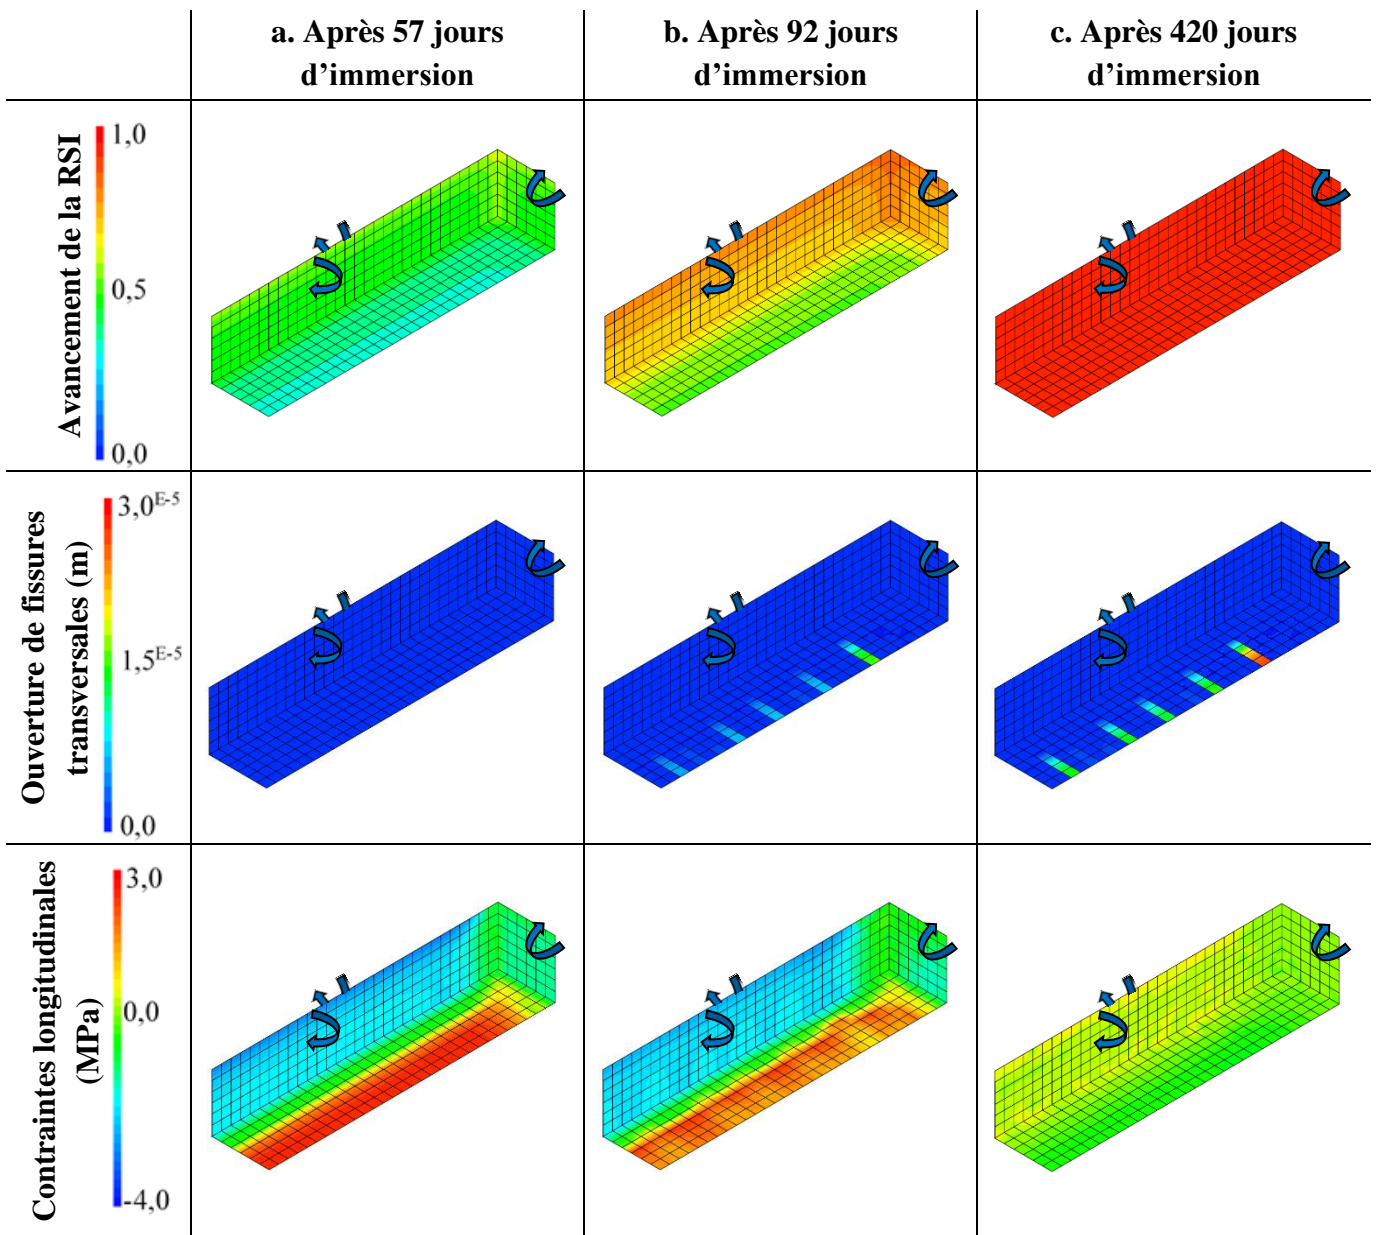 a. Après 57 jours
d’immersion
b. Après 92 jours
d’immersion
c. Après 420 jours
d’immersion
Avancement de la RSI
1,0
0,5
0,0
Ouverture de fissures
transversales (m)
3,0E-5
1,5E-5
0,0
Contraintes longitudinales
(MPa)
3,0
0,0
-4,0